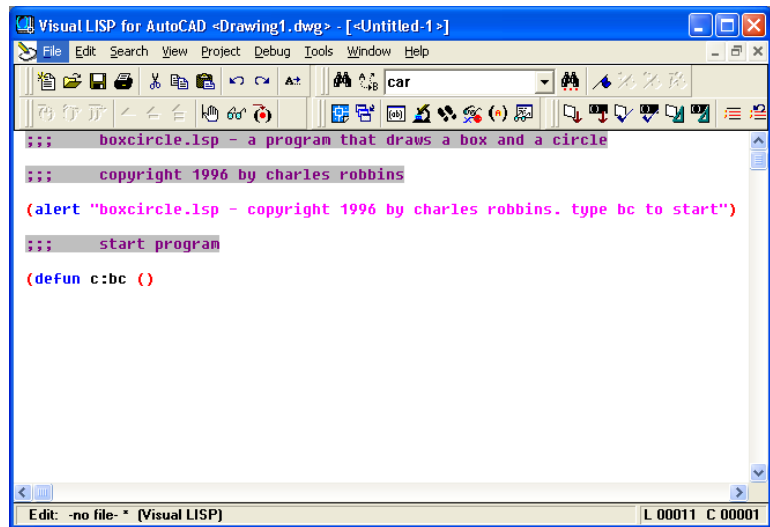 Visual LISP for AutoCAD <Drawing1.dwg> - [<Untitled-1>]
File Edit Search View Project Debug Tools Window Help
car
;;; boxcircle.lsp - a program that draws a box and a circle
;;; copyright 1996 by charles robbins
(alert "boxcircle.lsp - copyright 1996 by charles robbins. type bc to start")
;;; start program
(defun c:bc ()
Edit: -no file- * (Visual LISP) L 00011 C 00001